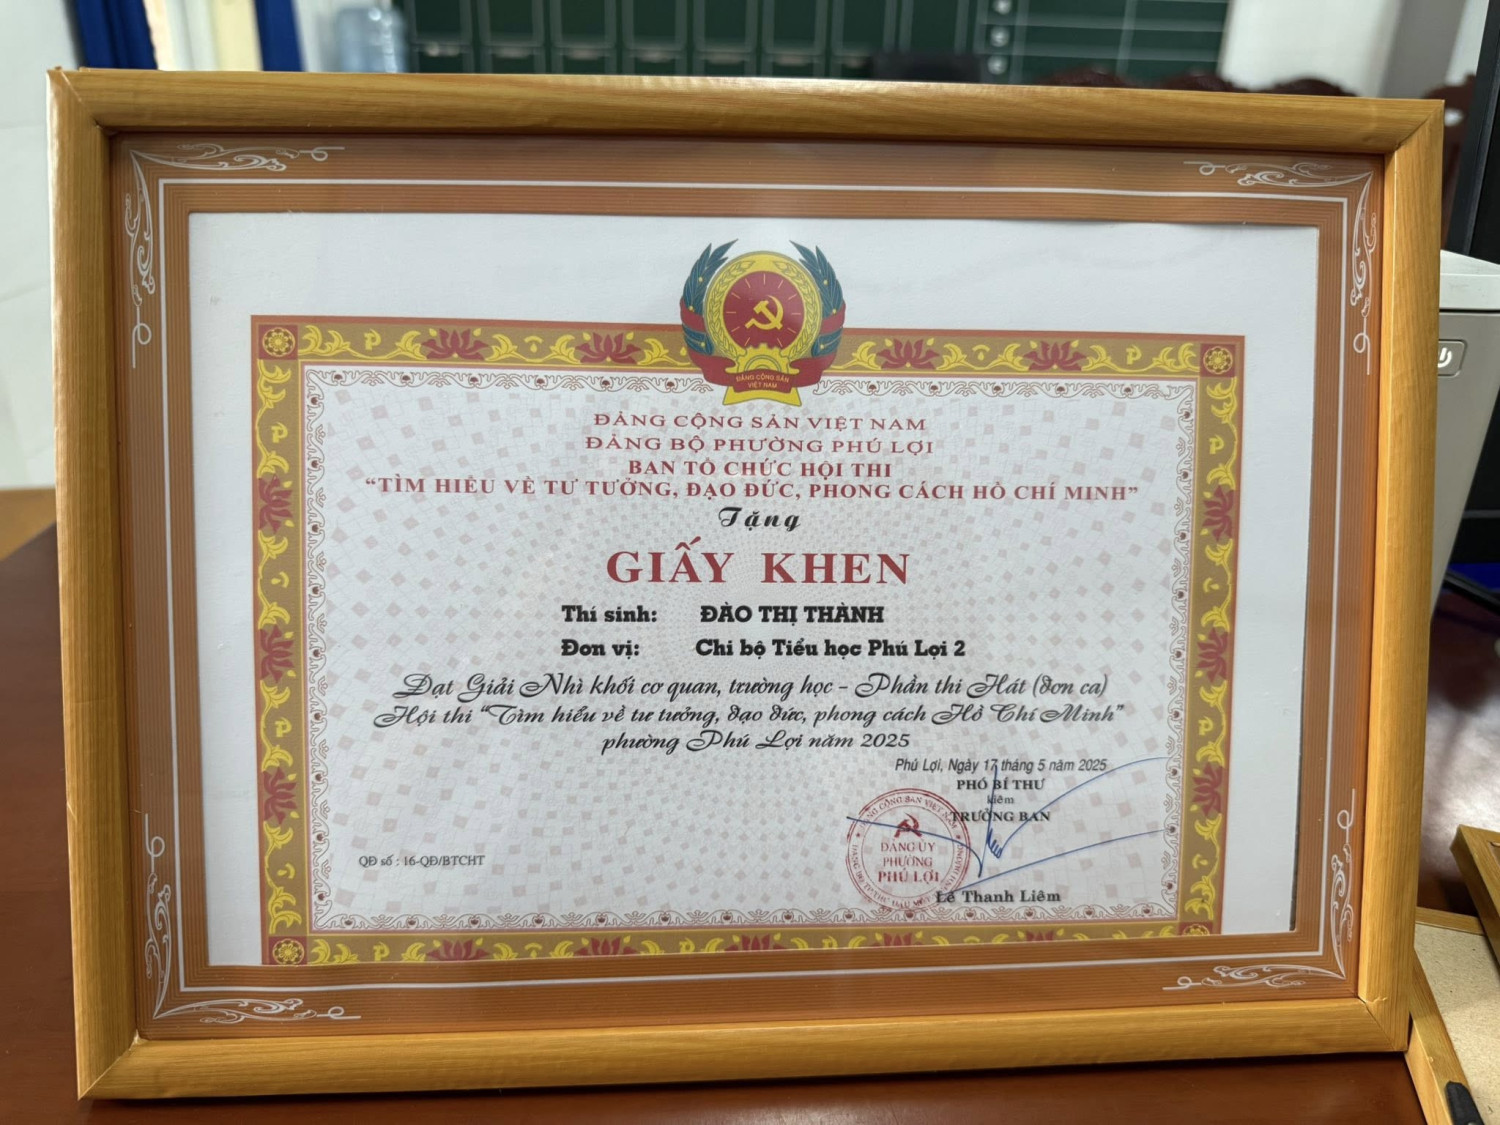 ĐẢNG CỘNG SẢN
VIỆT NAM
ĐẢNG CỘNG SẢN VIỆT NAM
ĐẢNG BỘ PHƯỜNG PHÚ LỢI
BAN TỔ CHỨC HỘI THI
“TÌM HIỂU VỀ TƯ TƯỞNG, ĐẠO ĐỨC, PHONG CÁCH HỒ CHÍ MINH”
Tặng
GIẤY KHEN
Thí sinh: ĐÀO THỊ THÀNH
Đơn vị: Chi bộ Tiểu học Phú Lợi 2
Đạt Giải Nhì khối cơ quan, trường học - Phần thi Hát (đơn ca)
Hội thi “Tìm hiểu về tư tưởng, đạo đức, phong cách Hồ Chí Minh”
phường Phú Lợi năm 2025
Phú Lợi, Ngày 17 tháng 5 năm 2025
PHÓ BÍ THƯ
kiêm
TRƯỞNG BAN
ĐẢNG ỦY
PHƯỜNG
PHÚ LỢI
QĐ số : 16-QĐ/BTCHT
Lê Thanh Liêm